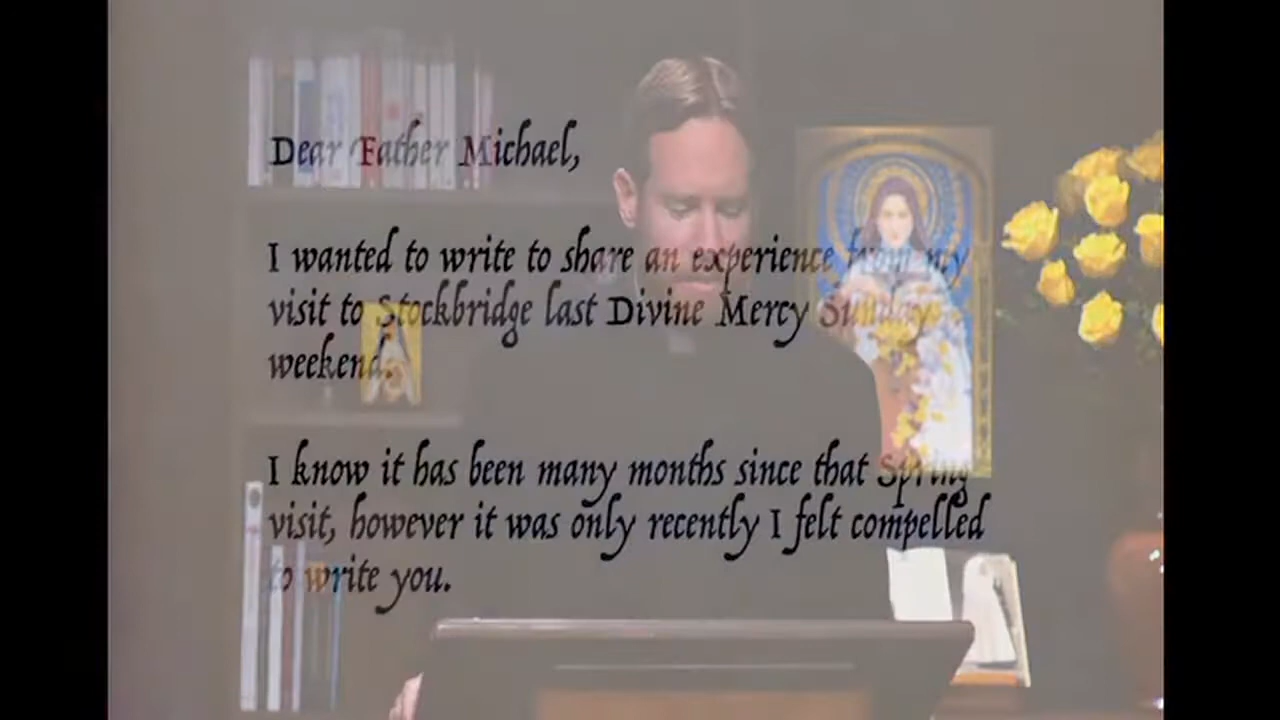 Dear Father Michael,
I wanted to write to share an experience from my
visit to Stockbridge last Divine Mercy Sunday
weekend.
I know it has been many months since that Spring
visit, however it was only recently I felt compelled
to write you.